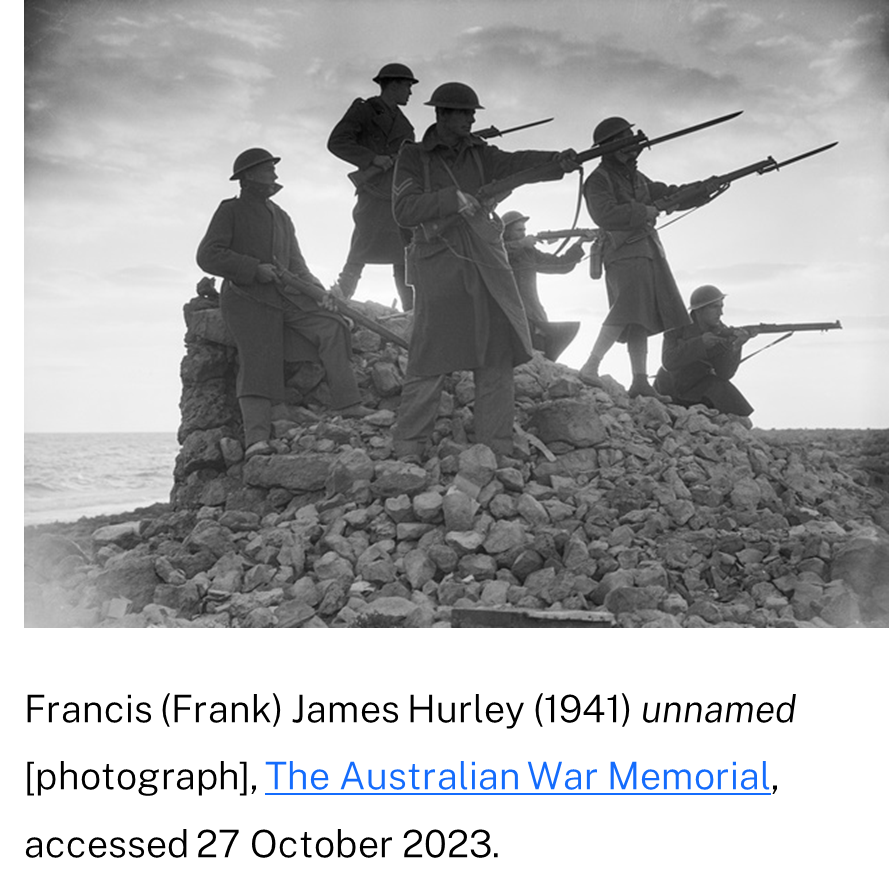 Francis (Frank) James Hurley (1941) unnamed
[photograph], The Australian War Memorial,
accessed 27 October 2023.